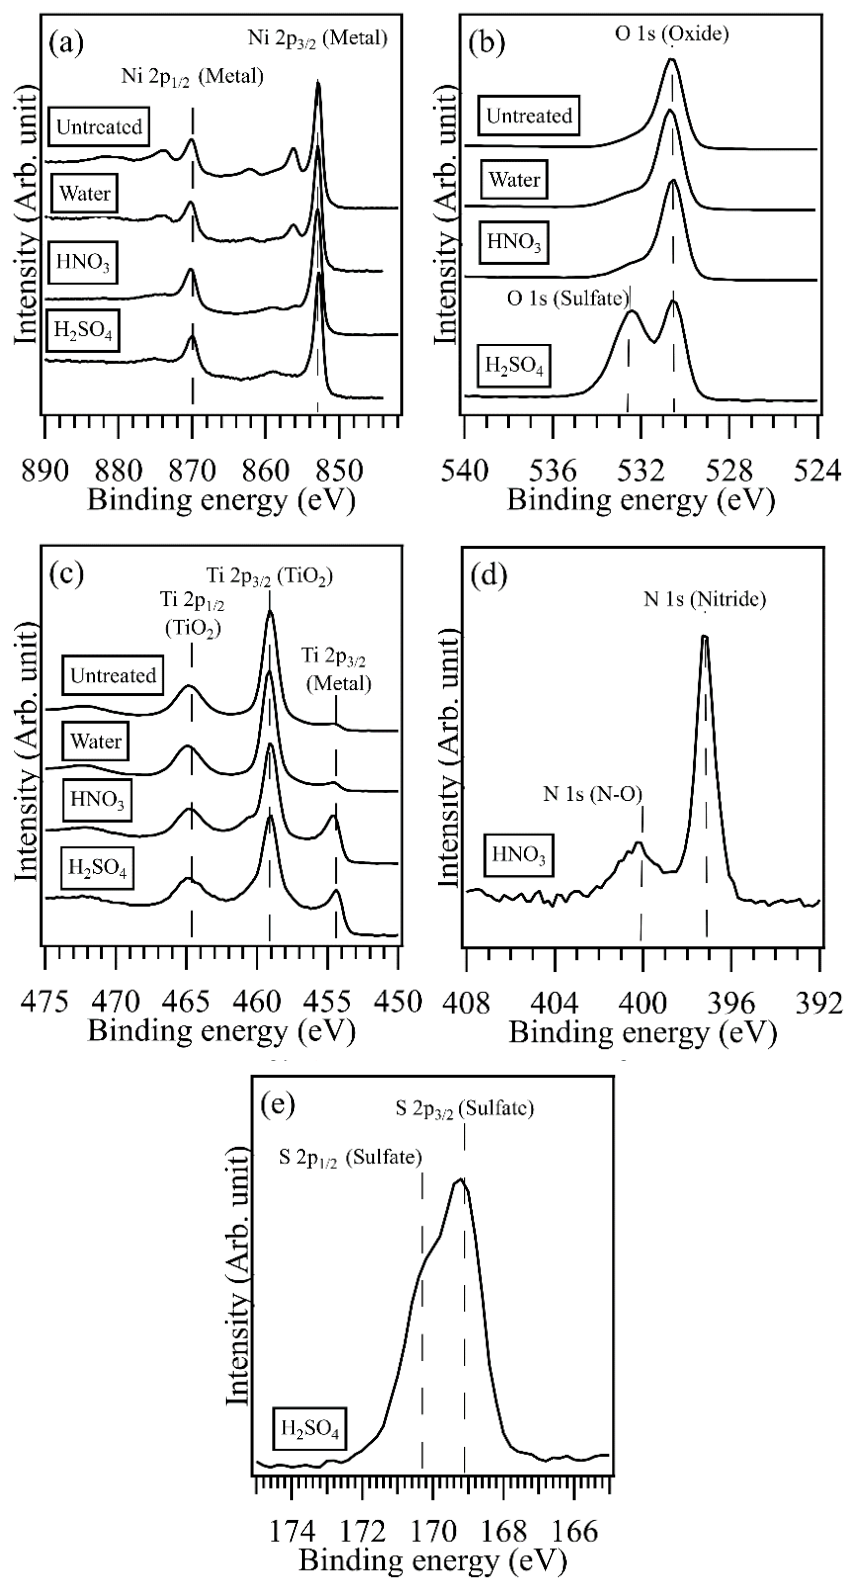 (a)
Ni 2p3/2 (Metal)
Ni 2p1/2 (Metal)
Untreated
Water
HNO3
H2SO4
Intensity (Arb. unit)
890 880 870 860 850
Binding energy (eV)
(b)
O 1s (Oxide)
Untreated
Water
HNO3
O 1s (Sulfate)
H2SO4
Intensity (Arb. unit)
540 536 532 528 524
Binding energy (eV)
(c)
Ti 2p3/2 (TiO2)
Ti 2p1/2
(TiO2)
Ti 2p3/2
(Metal)
Untreated
Water
HNO3
H2SO4
Intensity (Arb. unit)
475 470 465 460 455 450
Binding energy (eV)
(d)
N 1s (Nitride)
N 1s (N-O)
HNO3
Intensity (Arb. unit)
408 404 400 396 392
Binding energy (eV)
(e)
S 2p3/2 (Sulfate)
S 2p1/2 (Sulfate)
H2SO4
Intensity (Arb. unit)
174 172 170 168 166
Binding energy (eV)